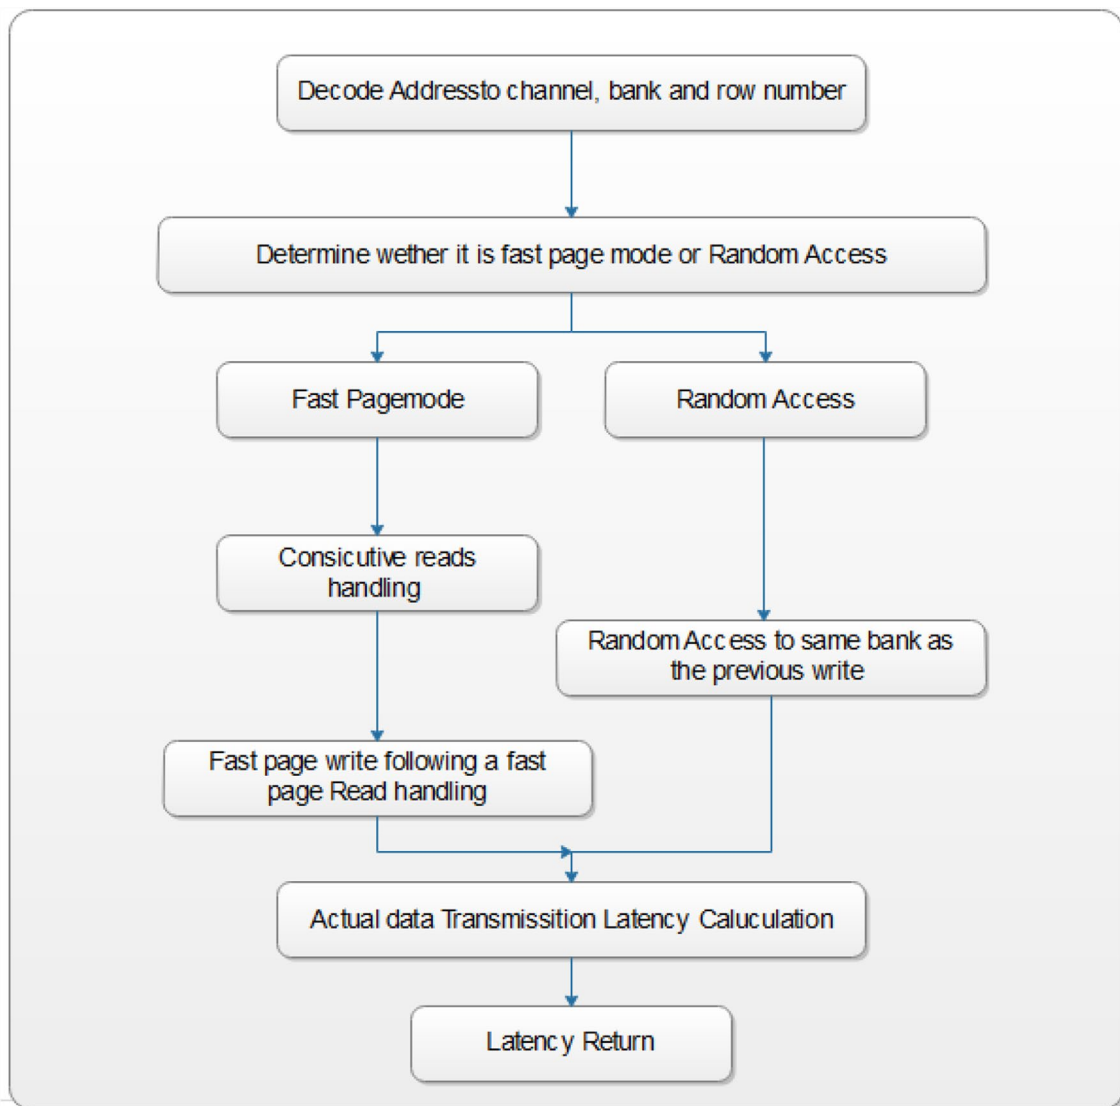 Decode Addressto channel, bank and row number
Determine wether it is fast page mode or Random Access
Fast Pagemode
Random Access
Consicutive reads
handling
Random Access to same bank as
the previous write
Fast page write following a fast
page Read handling
Actual data Transmissition Latency Caluculation
Latency Return